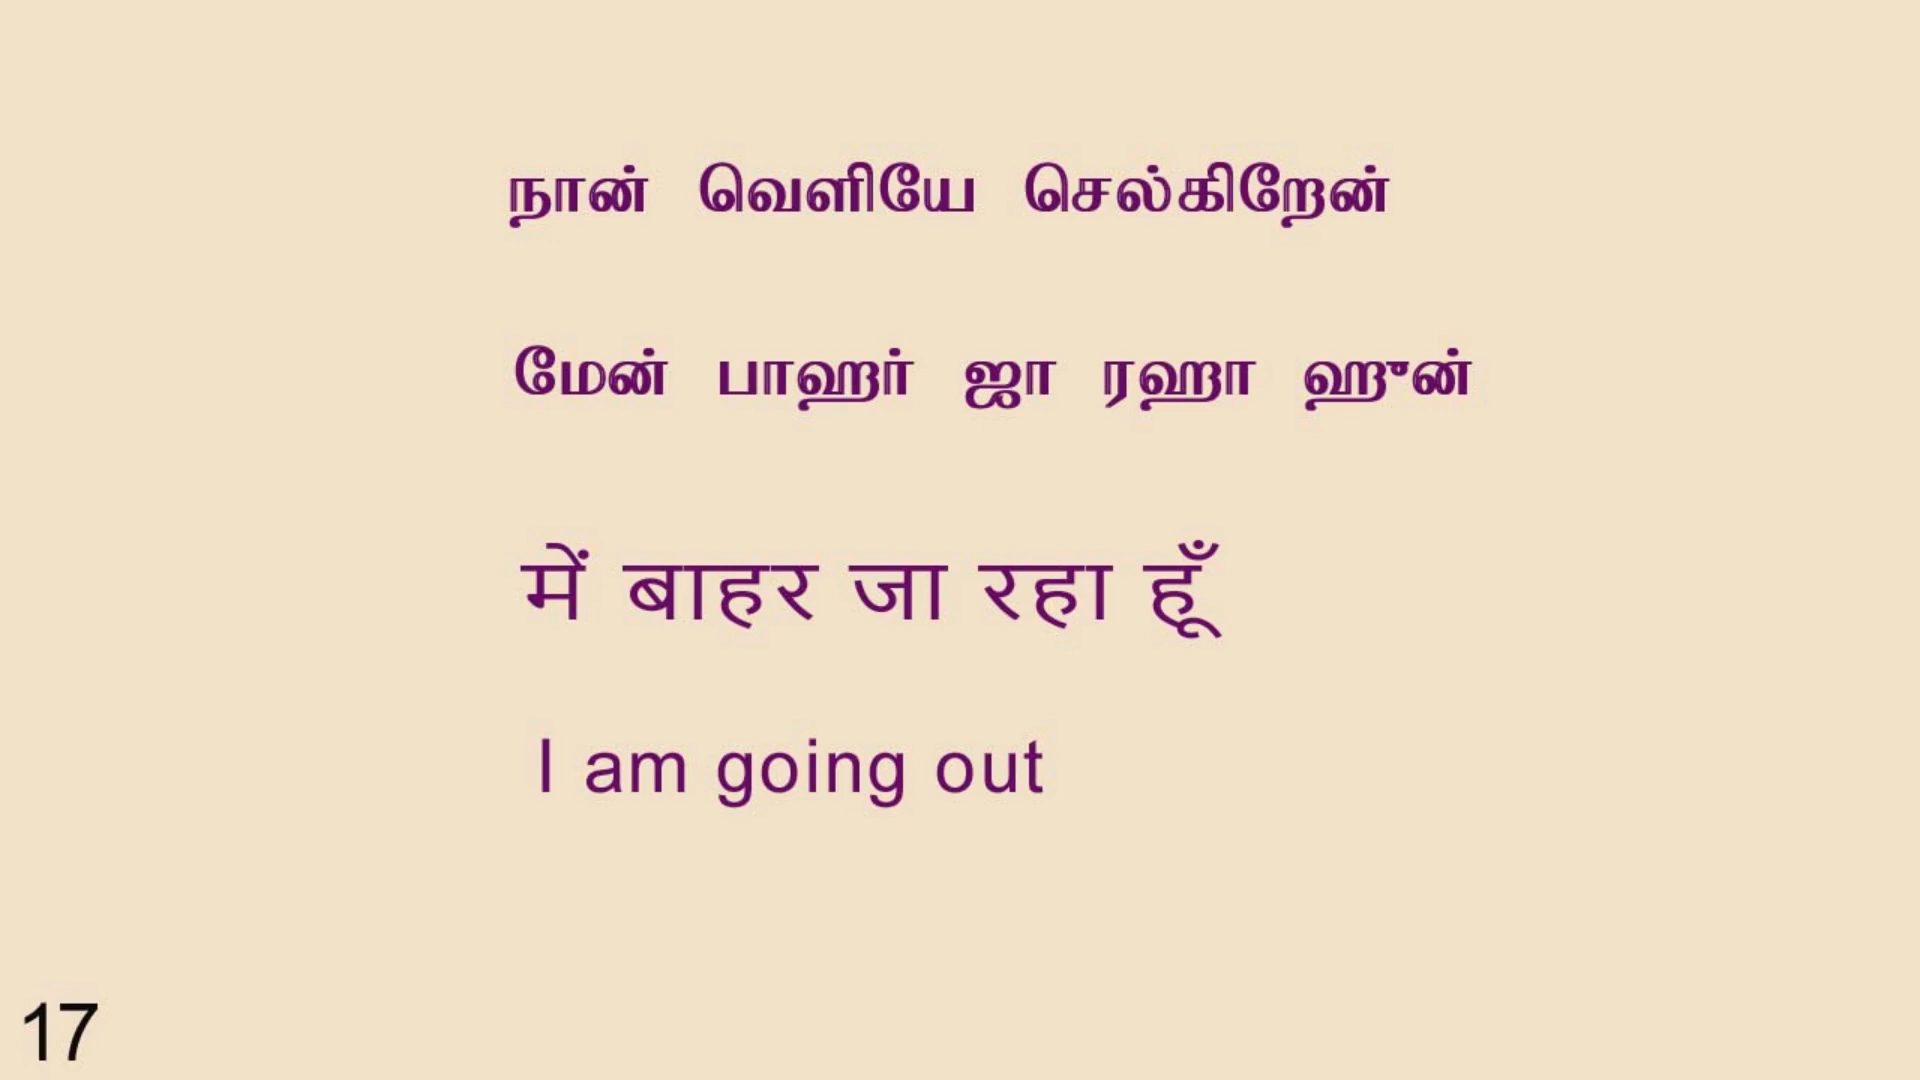 நான் வெளியே செல்கிறேன்
மேன் பாஹர் ஜா ரஹா ஹுன்
में बाहर जा रहा हूँ
I am going out
17